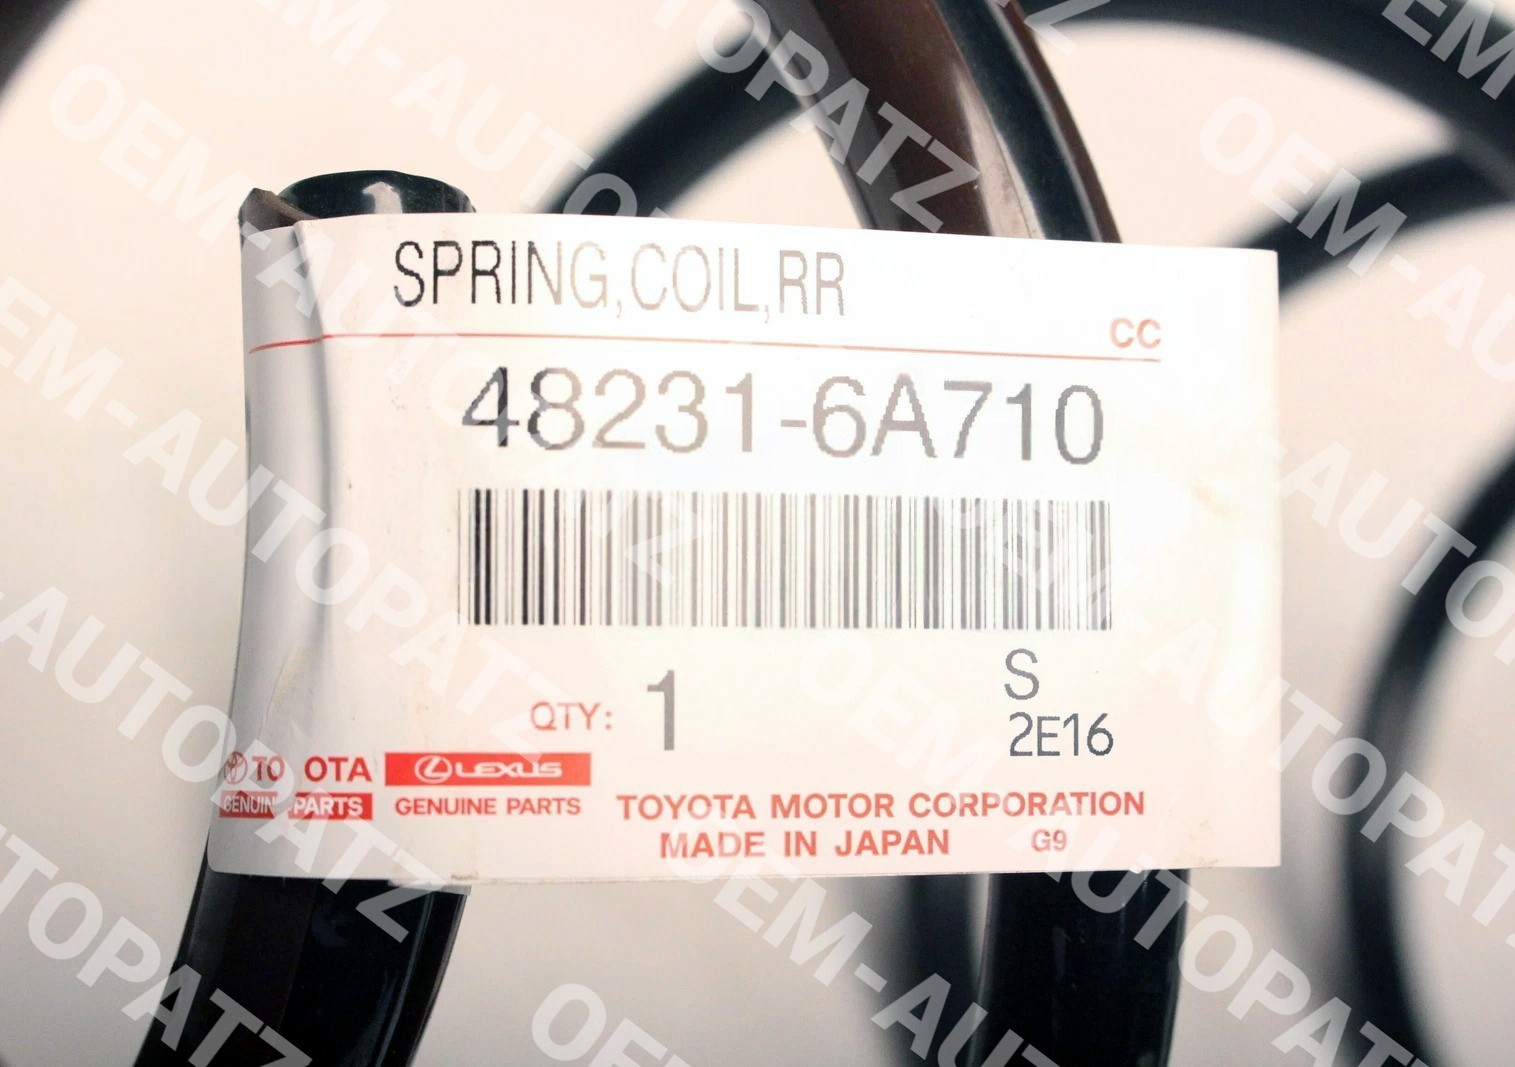 SPRING,COIL,RR
CC
48231-6A710
QTY: 1
S
2E16
TOYOTA
GENUINE PARTS
LEXUS
GENUINE PARTS
TOYOTA MOTOR CORPORATION
MADE IN JAPAN G9
OEM-AUTOPATZ